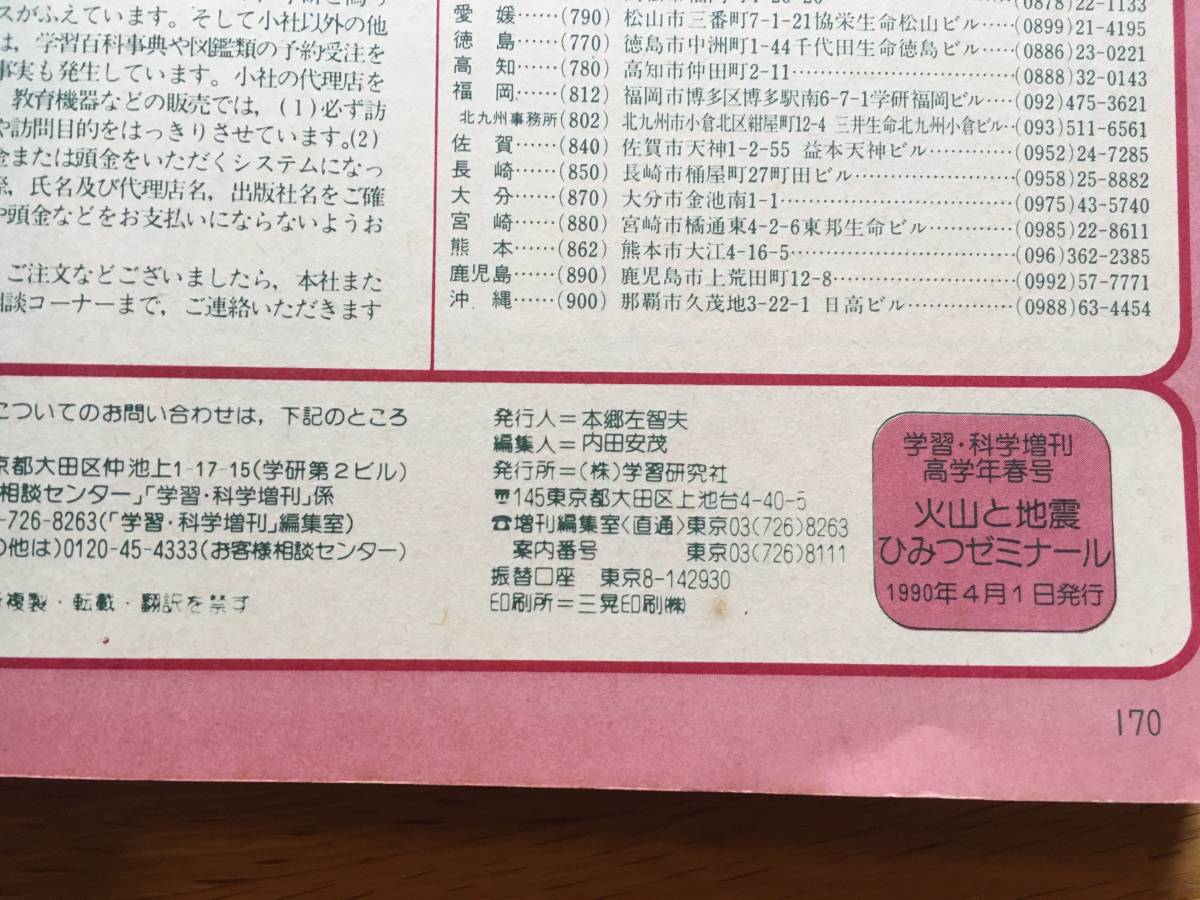 スがふえています。そして小社以外の他
は，学習百科事典や図鑑類の予約受注を
事実も発生しています。小社の代理店を
教育機器などの販売では，(1)必ず訪
や訪問目的をはっきりさせています。(2)
金または頭金をいただくシステムになっ
際，氏名及び代理店名，出版社名をご確
や頭金などをお支払いにならないようお
ご注文などございましたら，本社また
相談コーナーまで，ご連絡いただきます
(0878)22-1133
愛媛……(790) 松山市三番町7-1-21協栄生命松山ビル……(0899)21-4195
徳島……(770) 徳島市中洲町1-44千代田生命徳島ビル……(0886)23-0221
高知……(780) 高知市仲田町2-11……(0888)32-0143
福岡……(812) 福岡市博多区博多駅南6-7-1学研福岡ビル……(092)475-3621
北九州事務所(802) 北九州市小倉北区紺屋町12-4 三井生命北九州小倉ビル…(093)511-6561
佐賀……(840) 佐賀市天神1-2-55 益本天神ビル……(0952)24-7285
長崎……(850) 長崎市桶屋町27町田ビル……(0958)25-8882
大分……(870) 大分市金池南1-1……(0975)43-5740
宮崎……(880) 宮崎市橘通東4-2-6東邦生命ビル……(0985)22-8611
熊本……(862) 熊本市大江4-16-5……(096)362-2385
鹿児島……(890) 鹿児島市上荒田町12-8……(0992)57-7771
沖縄……(900) 那覇市久茂地3-22-1 日高ビル……(0988)63-4454
についてのお問い合わせは，下記のところ
京都大田区仲池上1-17-15(学研第2ビル)
相談センター」「学習・科学増刊」係
-726-8263(「学習・科学増刊」編集室)
の他は)0120-45-4333(お客様相談センター)
複製・転載・翻訳を禁ず
発行人＝本郷左智夫
編集人＝内田安茂
発行所＝(株)学習研究社
〒145東京都大田区上池台4-40-5
☎増刊編集室〈直通〉東京03(726)8263
案内番号 東京03(726)8111
振替口座 東京8-142930
印刷所＝三晃印刷㈱
学習・科学増刊
高学年春号
火山と地震
ひみつゼミナール
1990年4月1日発行
170